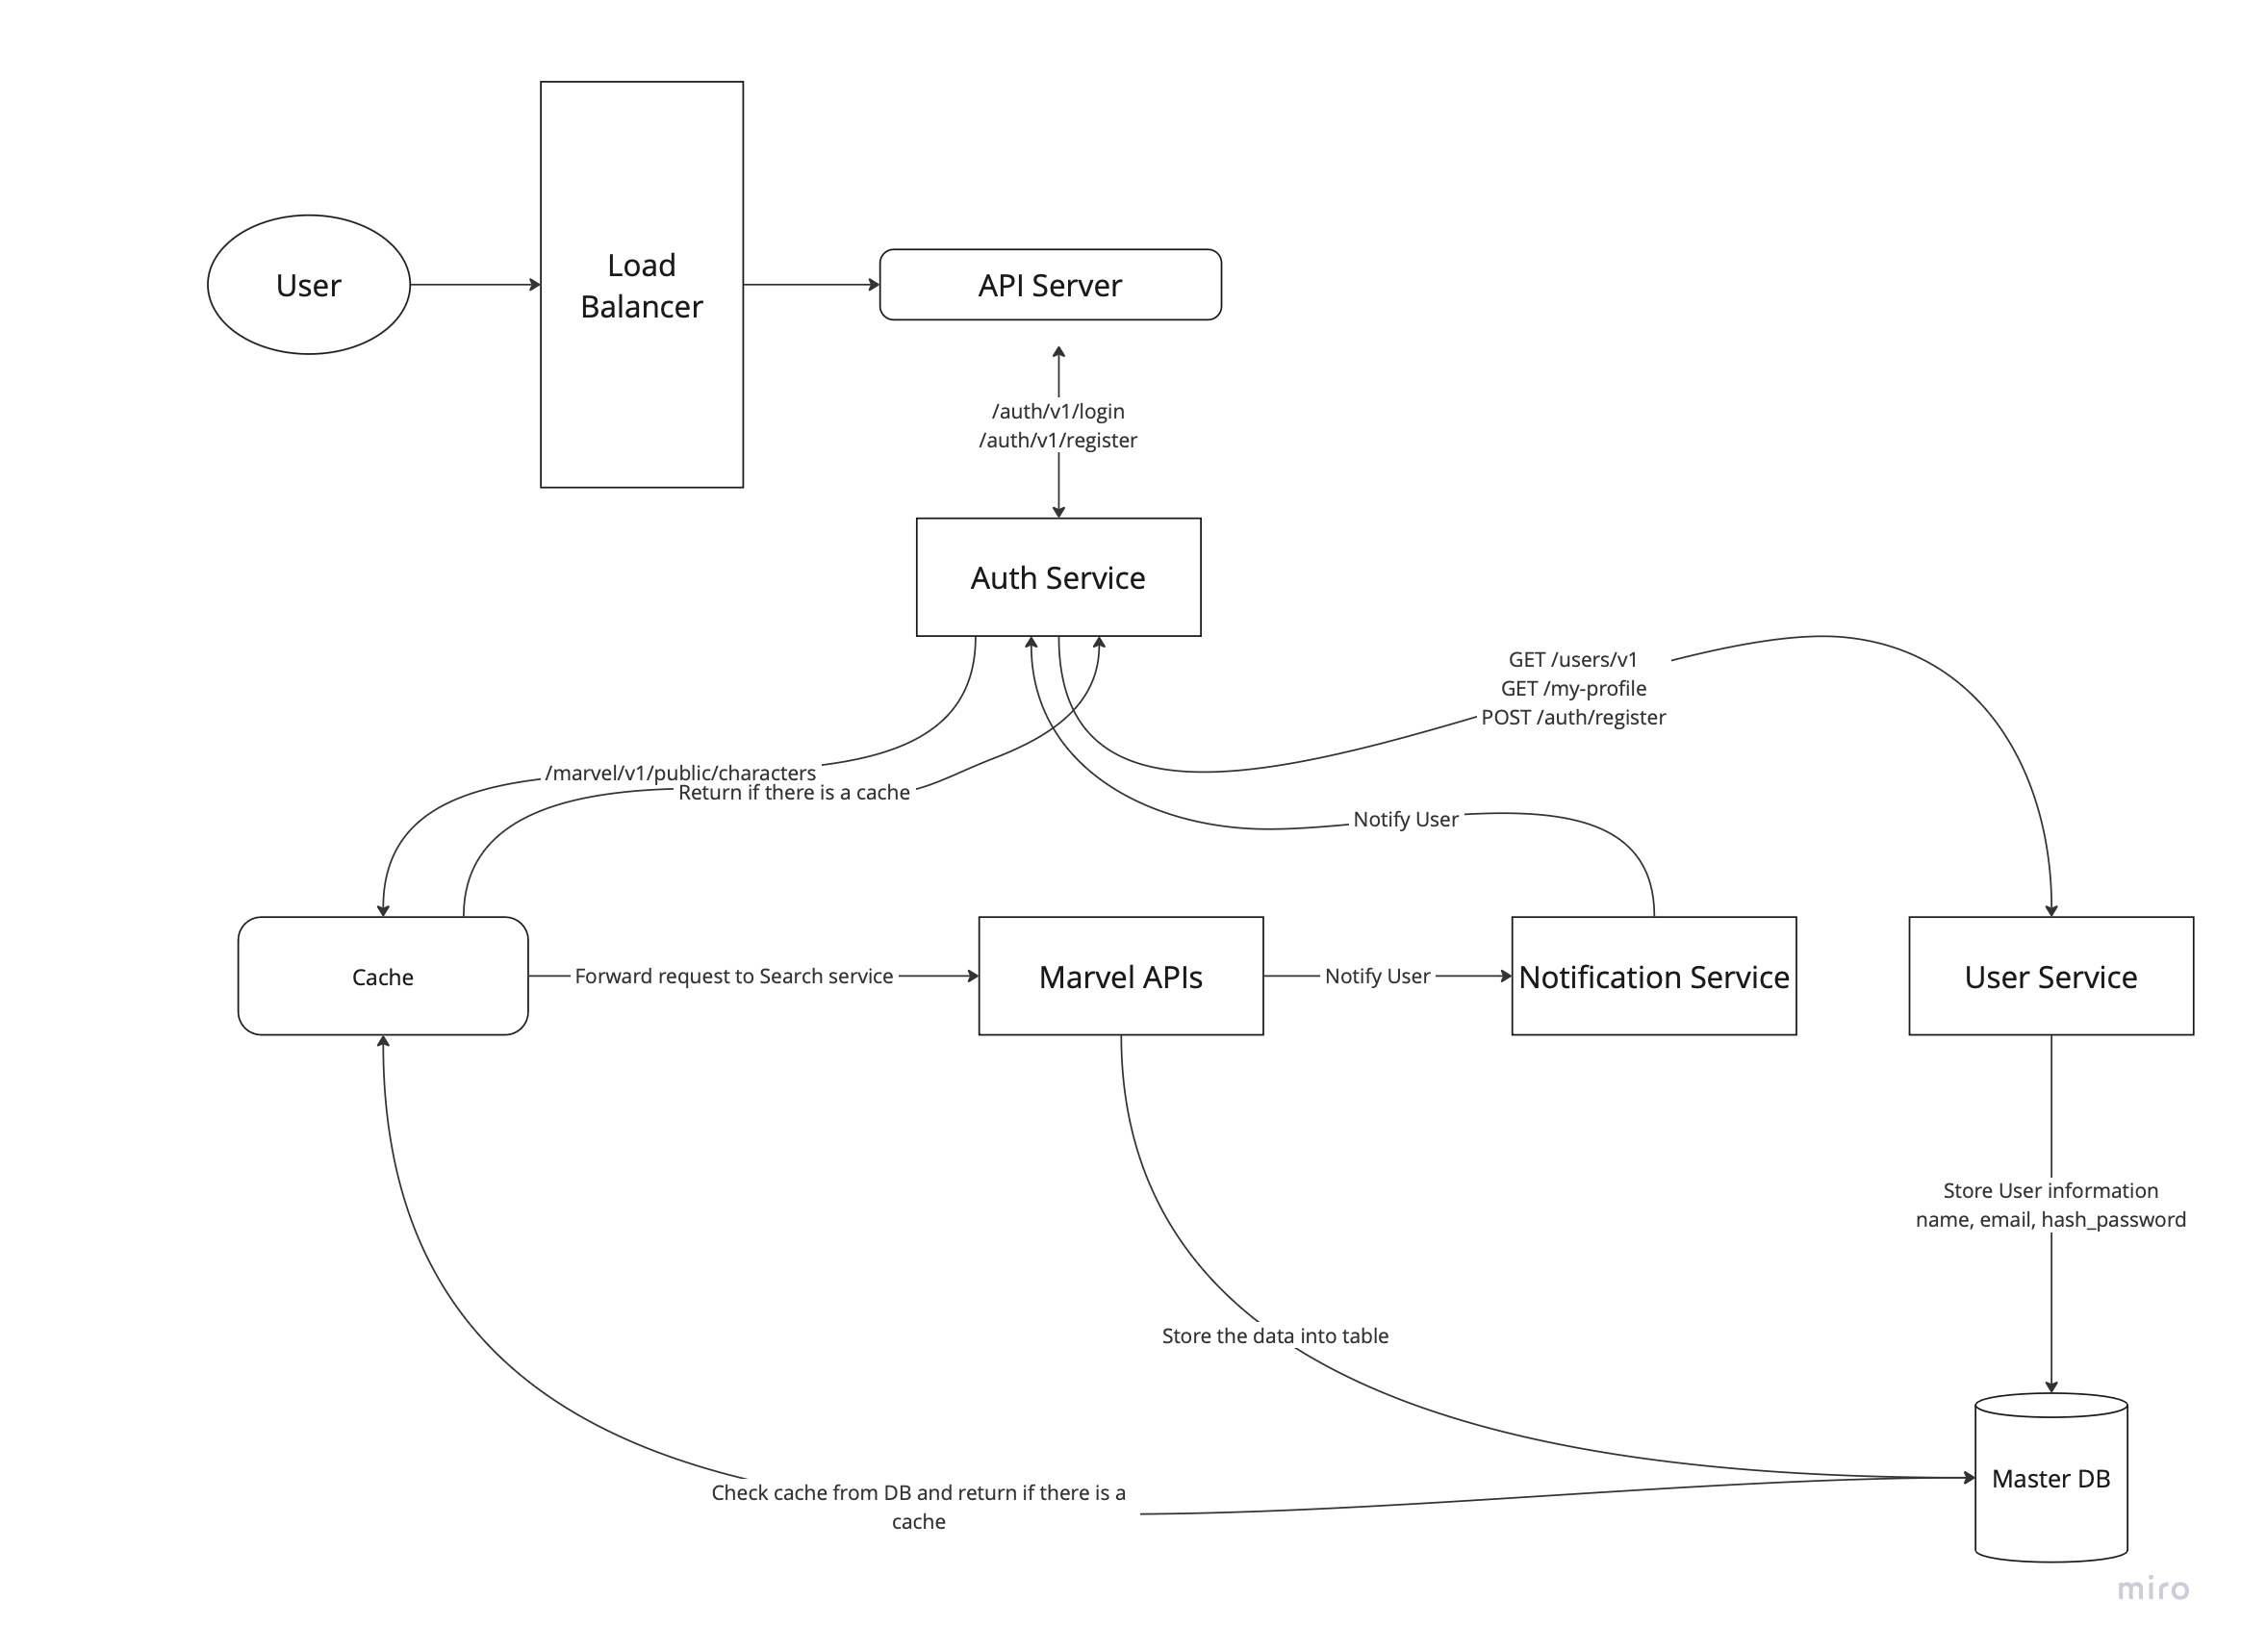 User
Load
Balancer
API Server
/auth/v1/login
/auth/v1/register
Auth Service
GET /users/v1
GET /my-profile
POST /auth/register
/marvel/v1/public/characters
Return if there is a cache
Notify User
Cache
Forward request to Search service
Marvel APIs
Notify User
Notification Service
User Service
Store User information
name, email, hash_password
Store the data into table
Check cache from DB and return if there is a
cache
Master DB
miro